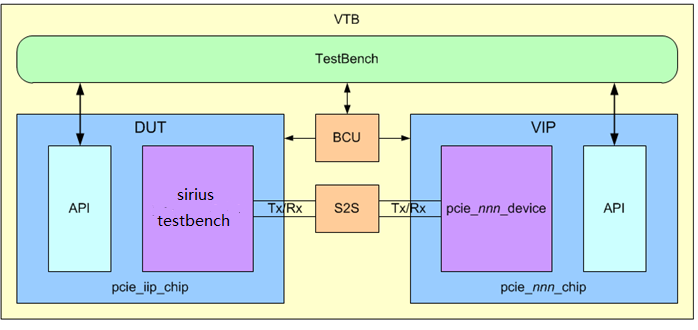 VTB
TestBench
DUT
BCU
VIP
API
sirius
testbench
Tx/Rx
S2S
Tx/Rx
pcie_nnn_device
API
pcie_iip_chip
pcie_nnn_chip